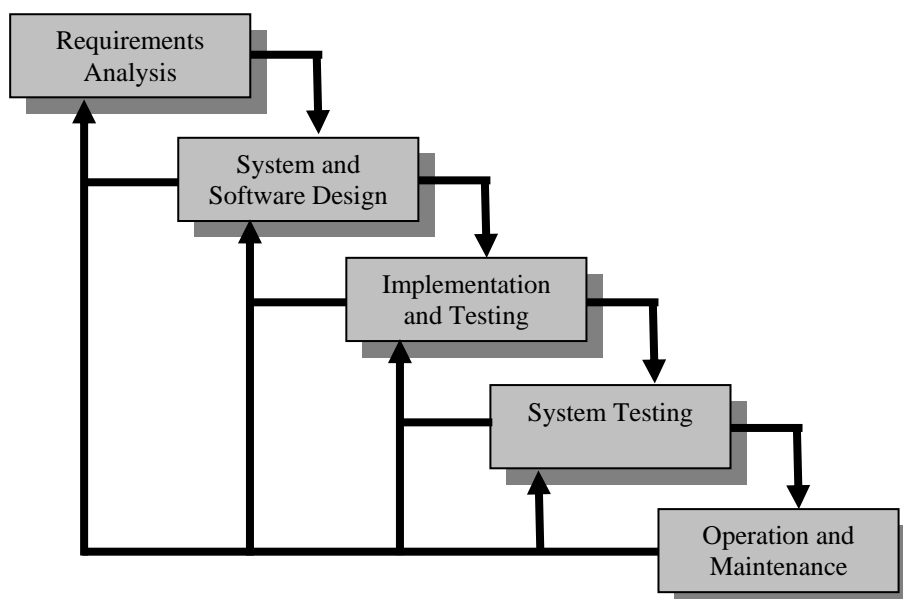 Requirements
Analysis
System and
Software Design
Implementation
and Testing
System Testing
Operation and
Maintenance